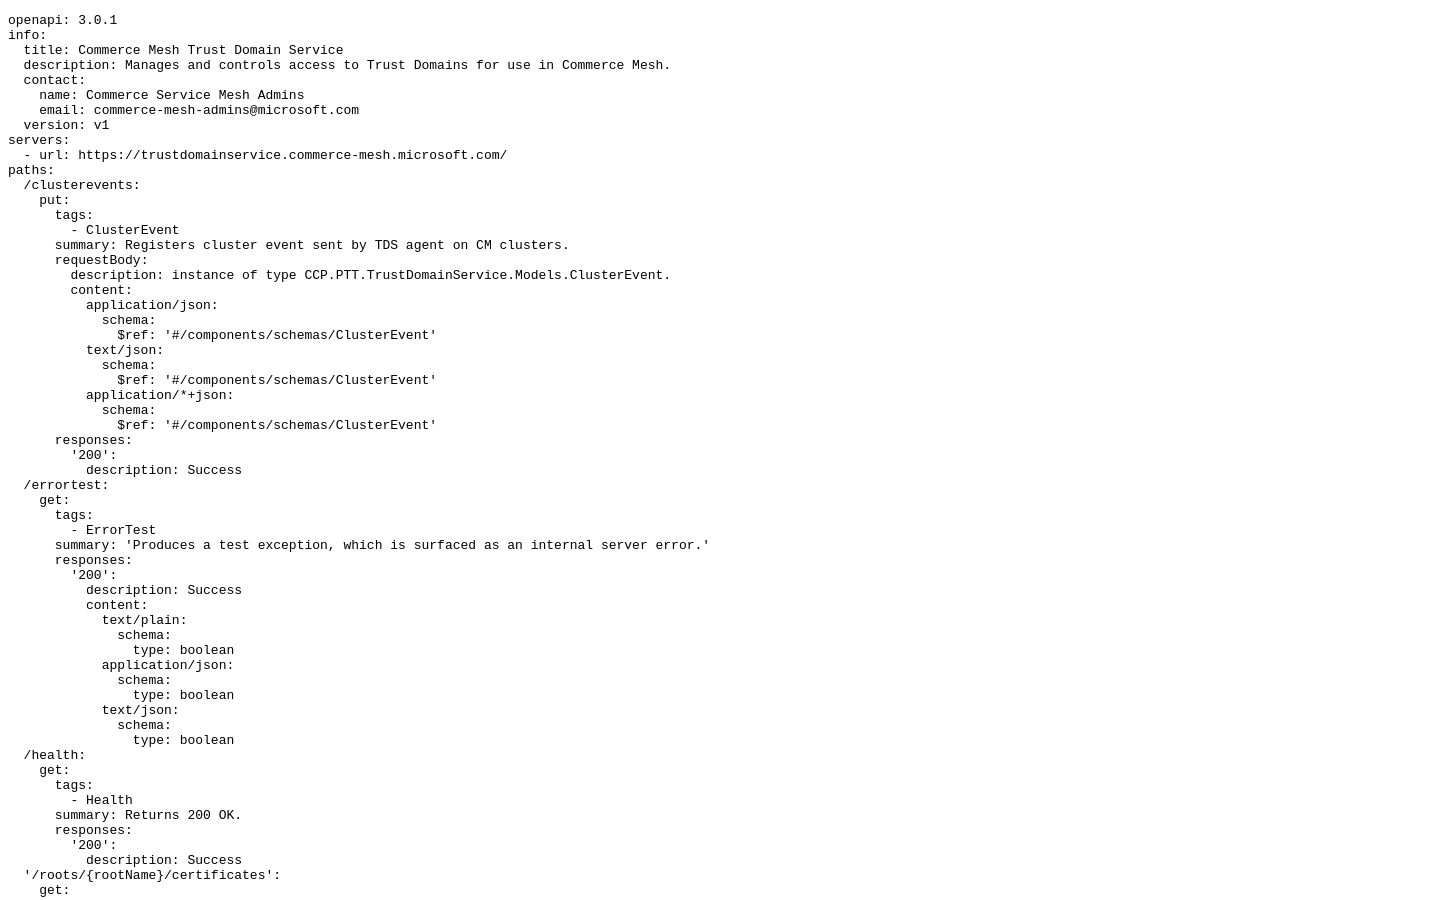 openapi: 3.0.1
info:
  title: Commerce Mesh Trust Domain Service
  description: Manages and controls access to Trust Domains for use in Commerce Mesh.
  contact:
    name: Commerce Service Mesh Admins
    email: commerce-mesh-admins@microsoft.com
  version: v1
servers:
  - url: https://trustdomainservice.commerce-mesh.microsoft.com/
paths:
  /clusterevents:
    put:
      tags:
        - ClusterEvent
      summary: Registers cluster event sent by TDS agent on CM clusters.
      requestBody:
        description: instance of type CCP.PTT.TrustDomainService.Models.ClusterEvent.
        content:
          application/json:
            schema:
              $ref: '#/components/schemas/ClusterEvent'
          text/json:
            schema:
              $ref: '#/components/schemas/ClusterEvent'
          application/*+json:
            schema:
              $ref: '#/components/schemas/ClusterEvent'
      responses:
        '200':
          description: Success
  /errortest:
    get:
      tags:
        - ErrorTest
      summary: 'Produces a test exception, which is surfaced as an internal server error.'
      responses:
        '200':
          description: Success
          content:
            text/plain:
              schema:
                type: boolean
            application/json:
              schema:
                type: boolean
            text/json:
              schema:
                type: boolean
  /health:
    get:
      tags:
        - Health
      summary: Returns 200 OK.
      responses:
        '200':
          description: Success
  '/roots/{rootName}/certificates':
    get: